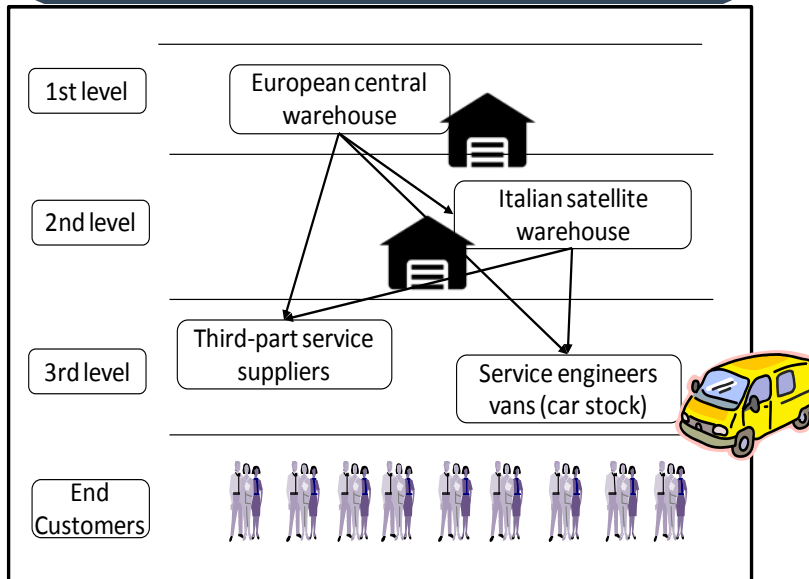 1st level
European central
warehouse
2nd level
Italian satellite
warehouse
3rd level
Third-part service
suppliers
Service engineers
vans (car stock)
End
Customers